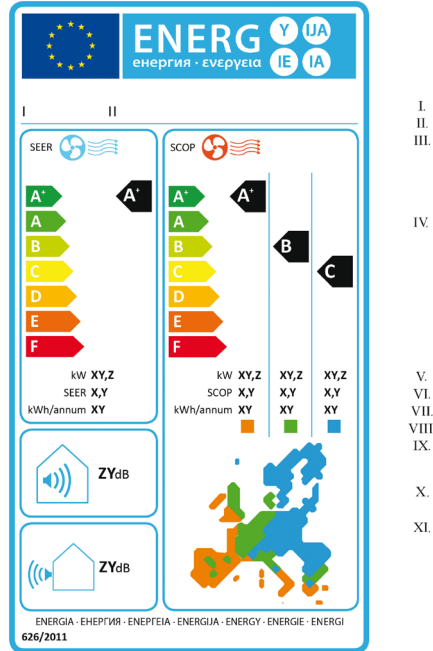 ENERG Y IJA
енергия · ενεργεια IE IA
I II
I.
II.
III.
SEER SCOP
A⁺ A⁺ A⁺ A⁺
A A
IV.
B B B
C C C
D D
E E
F F
kW XY,Z kW XY,Z XY,Z XY,Z
V.
SEER X,Y SCOP X,Y X,Y X,Y
VI.
kWh/annum XY kWh/annum XY XY XY
VII.
VIII
IX.
ZYdB
X.
XI.
ZYdB
ENERGIA · ЕНЕРГИЯ · ΕΝΕΡΓΕΙΑ · ENERGIJA · ENERGY · ENERGIE · ENERGI
626/2011